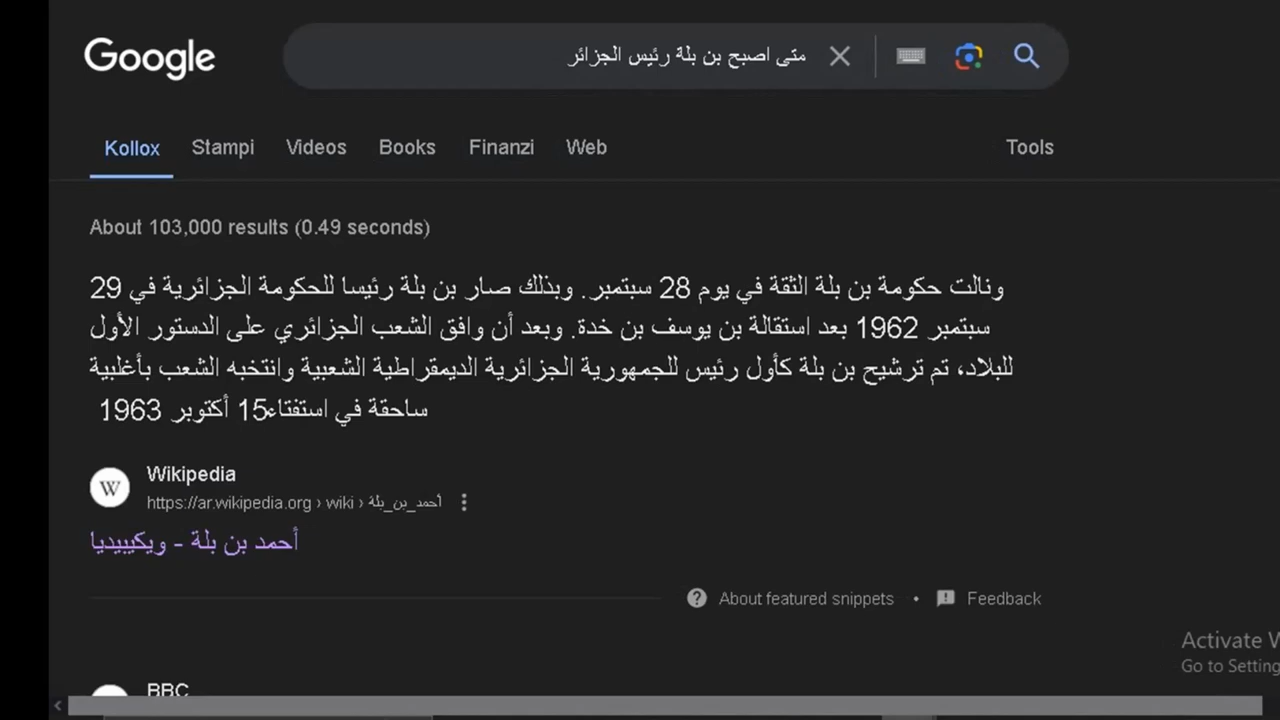 Google
متى اصبح بن بلة رئيس الجزائر
Kollox Stampi Videos Books Finanzi Web Tools
About 103,000 results (0.49 seconds)
ونالت حكومة بن بلة الثقة في يوم 28 سبتمبر. وبذلك صار بن بلة رئيسا للحكومة الجزائرية في 29
سبتمبر 1962 بعد استقالة بن يوسف بن خدة. وبعد أن وافق الشعب الجزائري على الدستور الأول
للبلاد، تم ترشيح بن بلة كأول رئيس للجمهورية الجزائرية الديمقراطية الشعبية وانتخبه الشعب بأغلبية
ساحقة في استفتاء15 أكتوبر 1963
Wikipedia
W
https://ar.wikipedia.org › wiki › أحمد_بن_بلة
أحمد بن بلة - ويكيبيديا
About featured snippets • Feedback
Activate W
Go to Setting
BBC